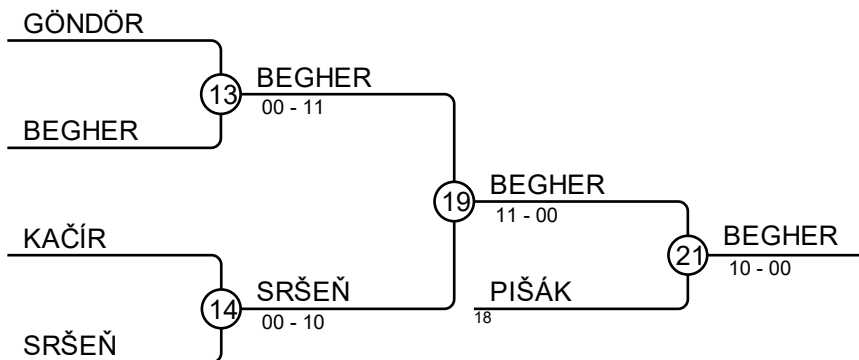 GÖNDÖR
13
BEGHER
00 - 11
BEGHER
19
BEGHER
11 - 00
KAČÍR
21
BEGHER
10 - 00
14
SRŠEŇ
00 - 10
PIŠÁK
18
SRŠEŇ